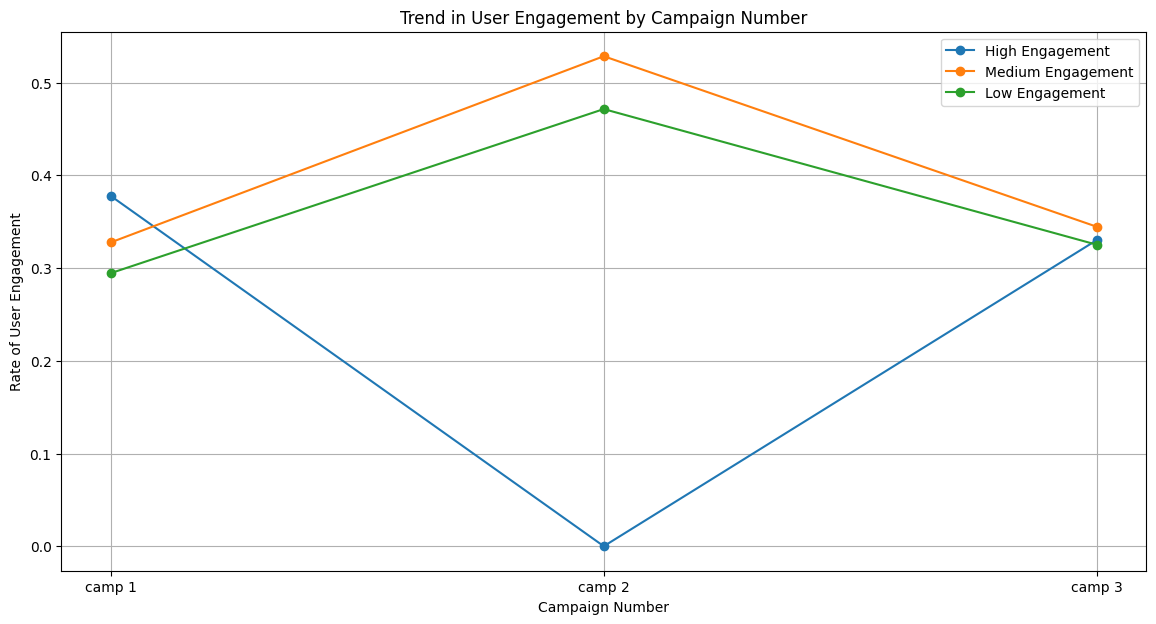 Trend in User Engagement by Campaign Number
High Engagement
Medium Engagement
Low Engagement
Rate of User Engagement
0.5
0.4
0.3
0.2
0.1
0.0
camp 1
camp 2
camp 3
Campaign Number